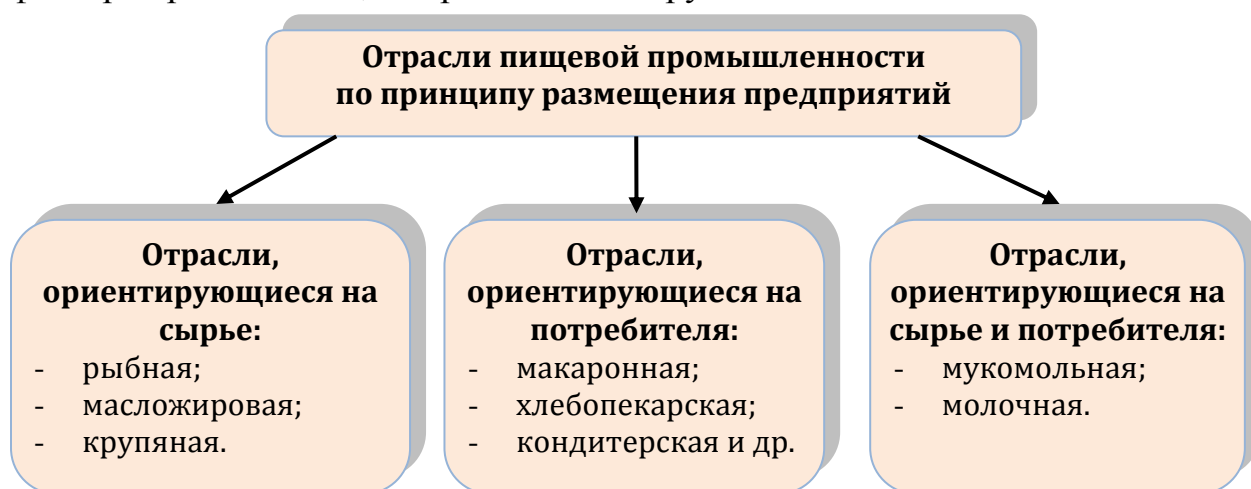 Отрасли пищевой промышленности
по принципу размещения предприятий
Отрасли,
ориентирующиеся на
сырье:
- рыбная;
- масложировая;
- крупяная.
Отрасли,
ориентирующиеся на
потребителя:
- макаронная;
- хлебопекарская;
- кондитерская и др.
Отрасли,
ориентирующиеся на
сырье и потребителя:
- мукомольная;
- молочная.